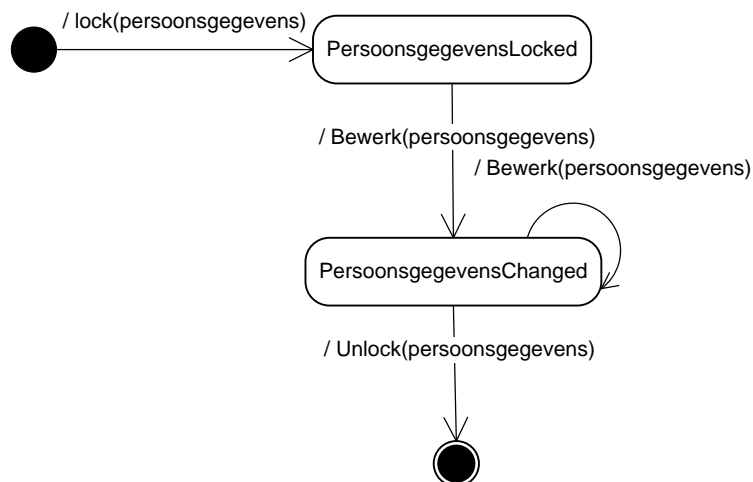 / lock(persoonsgegevens)
PersoonsgegevensLocked
/ Bewerk(persoonsgegevens)
/ Bewerk(persoonsgegevens)
PersoonsgegevensChanged
/ Unlock(persoonsgegevens)